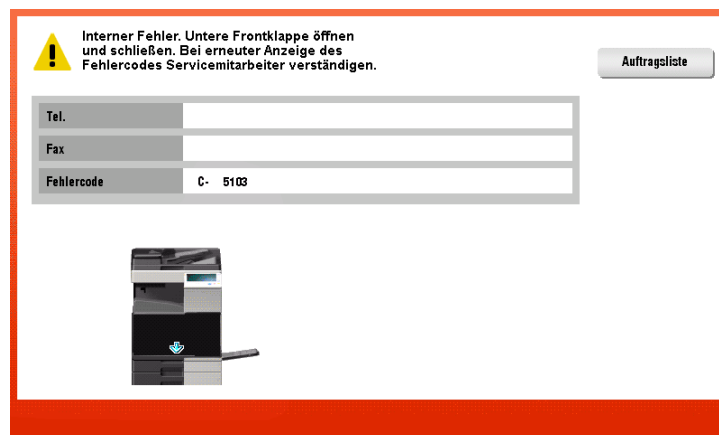 Interner Fehler. Untere Frontklappe öffnen
und schließen. Bei erneuter Anzeige des
Fehlercodes Servicemitarbeiter verständigen.
Auftragsliste
Tel.
Fax
Fehlercode C- 5103